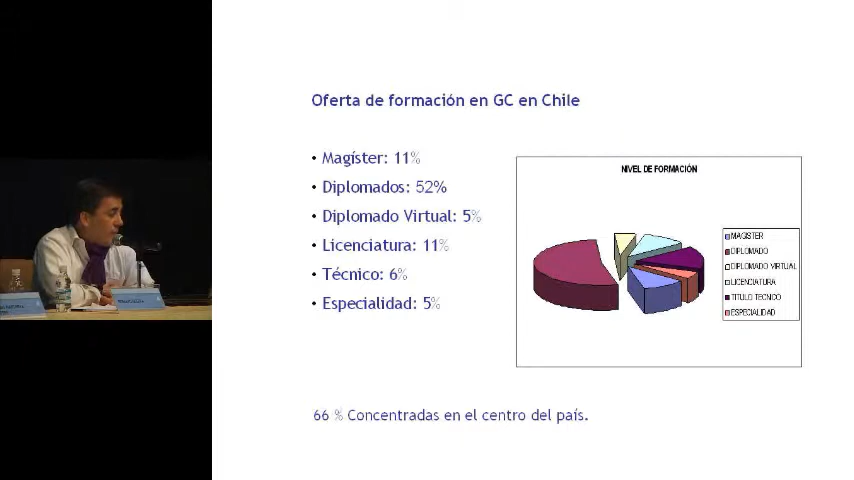 Oferta de formación en GC en Chile
• Magíster: 11%
• Diplomados: 52%
• Diplomado Virtual: 5%
• Licenciatura: 11%
• Técnico: 6%
• Especialidad: 5%
NIVEL DE FORMACIÓN
MAGISTER
DIPLOMADO
DIPLOMADO VIRTUAL
LICENCIATURA
TITULO TECNICO
ESPECIALIDAD
66 % Concentradas en el centro del país.